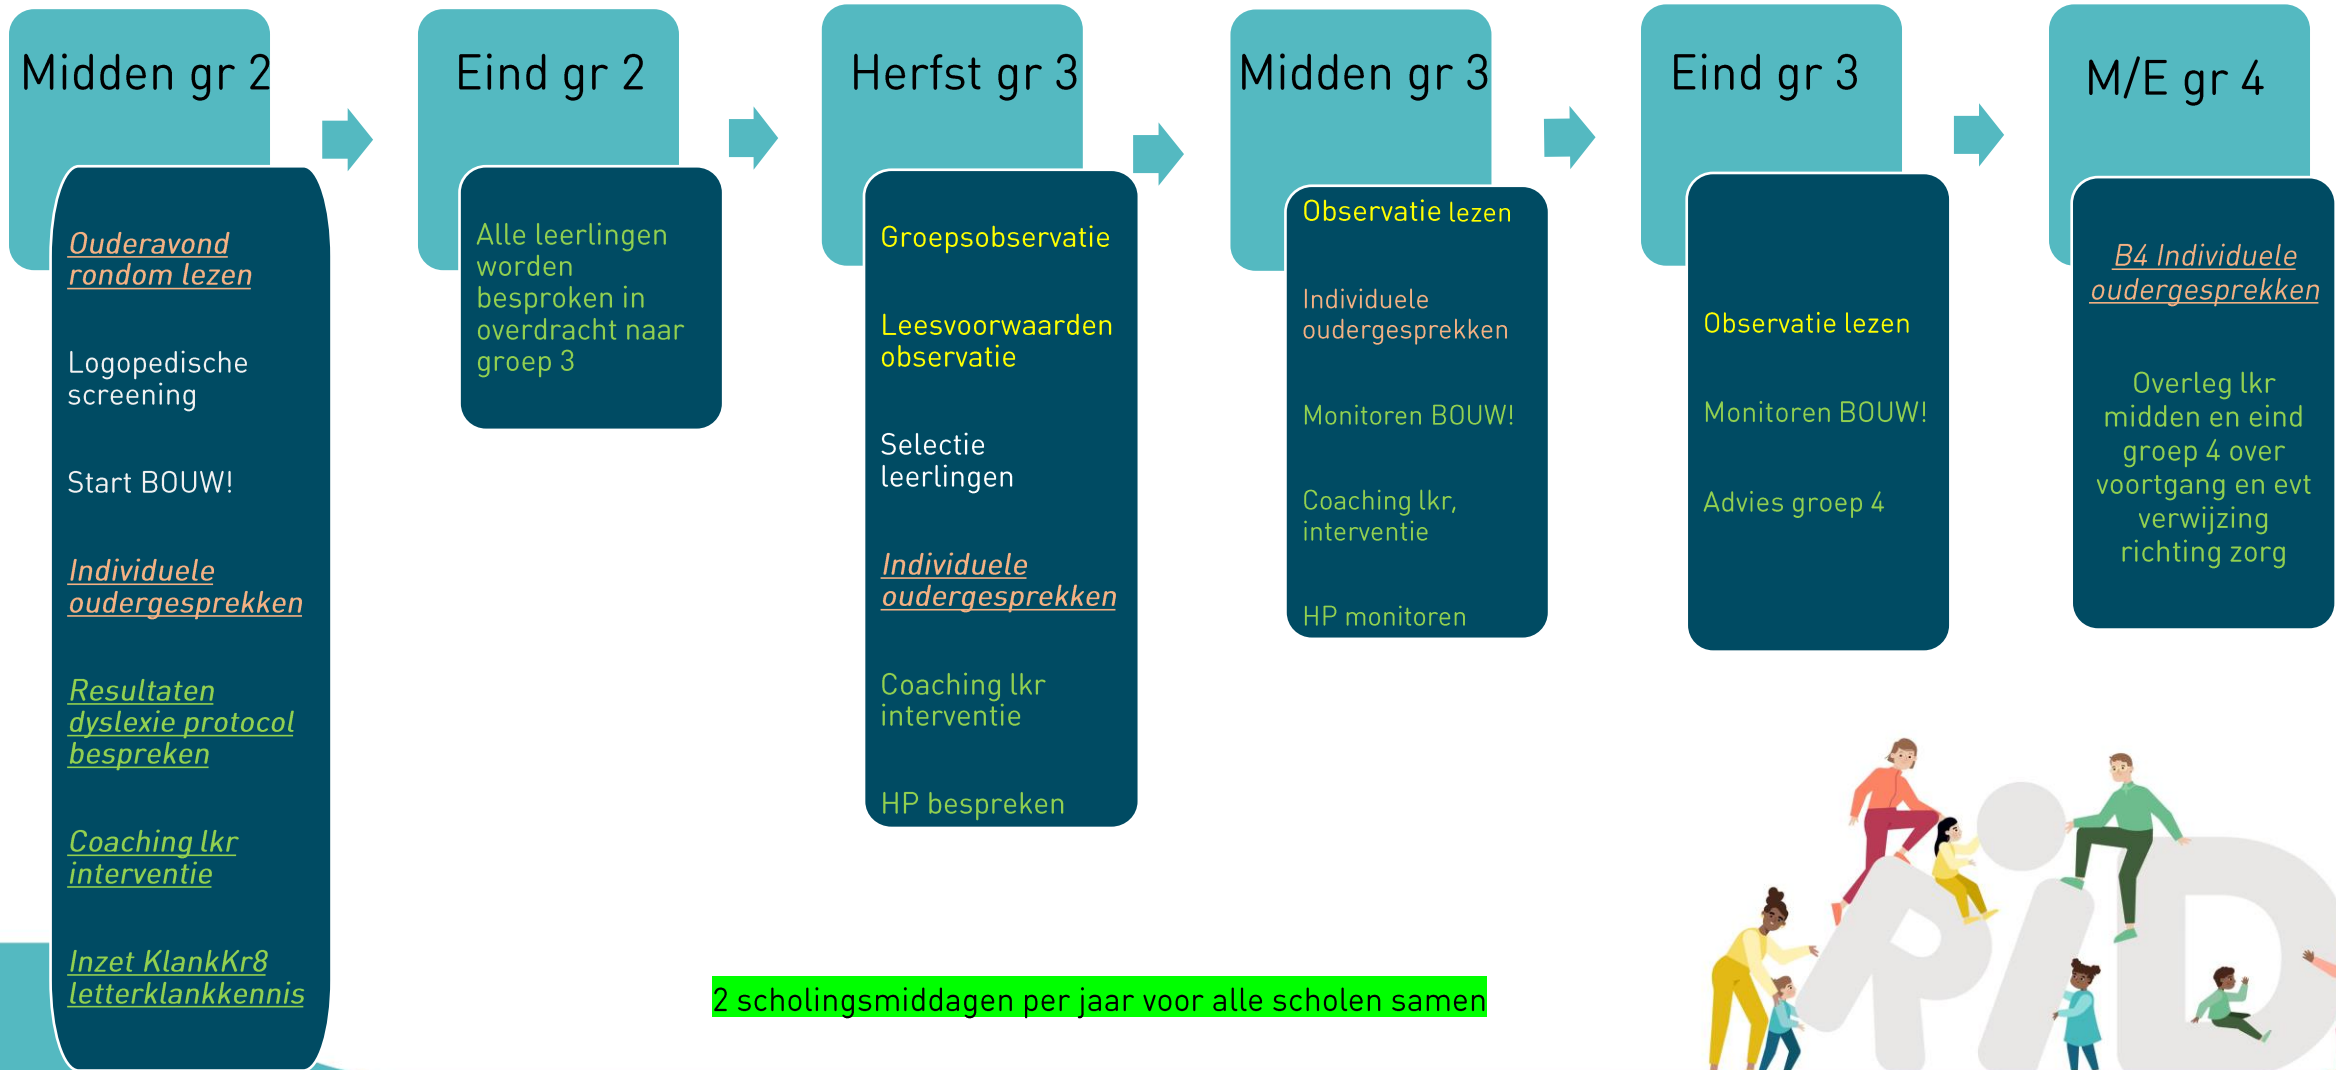 Midden gr 2
Ouderavond
rondom lezen
Logopedische
screening
Start BOUW!
Individuele
oudergesprekken
Resultaten
dyslexie protocol
bespreken
Coaching lkr
interventie
Inzet KlankKr8
letterklankkennis
Eind gr 2
Alle leerlingen
worden
besproken in
overdracht naar
groep 3
Herfst gr 3
Groepsobservatie
Leesvoorwaarden
observatie
Selectie
leerlingen
Individuele
oudergesprekken
Coaching lkr
interventie
HP bespreken
Midden gr 3
Observatie lezen
Individuele
oudergesprekken
Monitoren BOUW!
Coaching lkr,
interventie
HP monitoren
Eind gr 3
Observatie lezen
Monitoren BOUW!
Advies groep 4
M/E gr 4
B4 Individuele
oudergesprekken
Overleg lkr
midden en eind
groep 4 over
voortgang en evt
verwijzing
richting zorg
2 scholingsmiddagen per jaar voor alle scholen samen
PiD